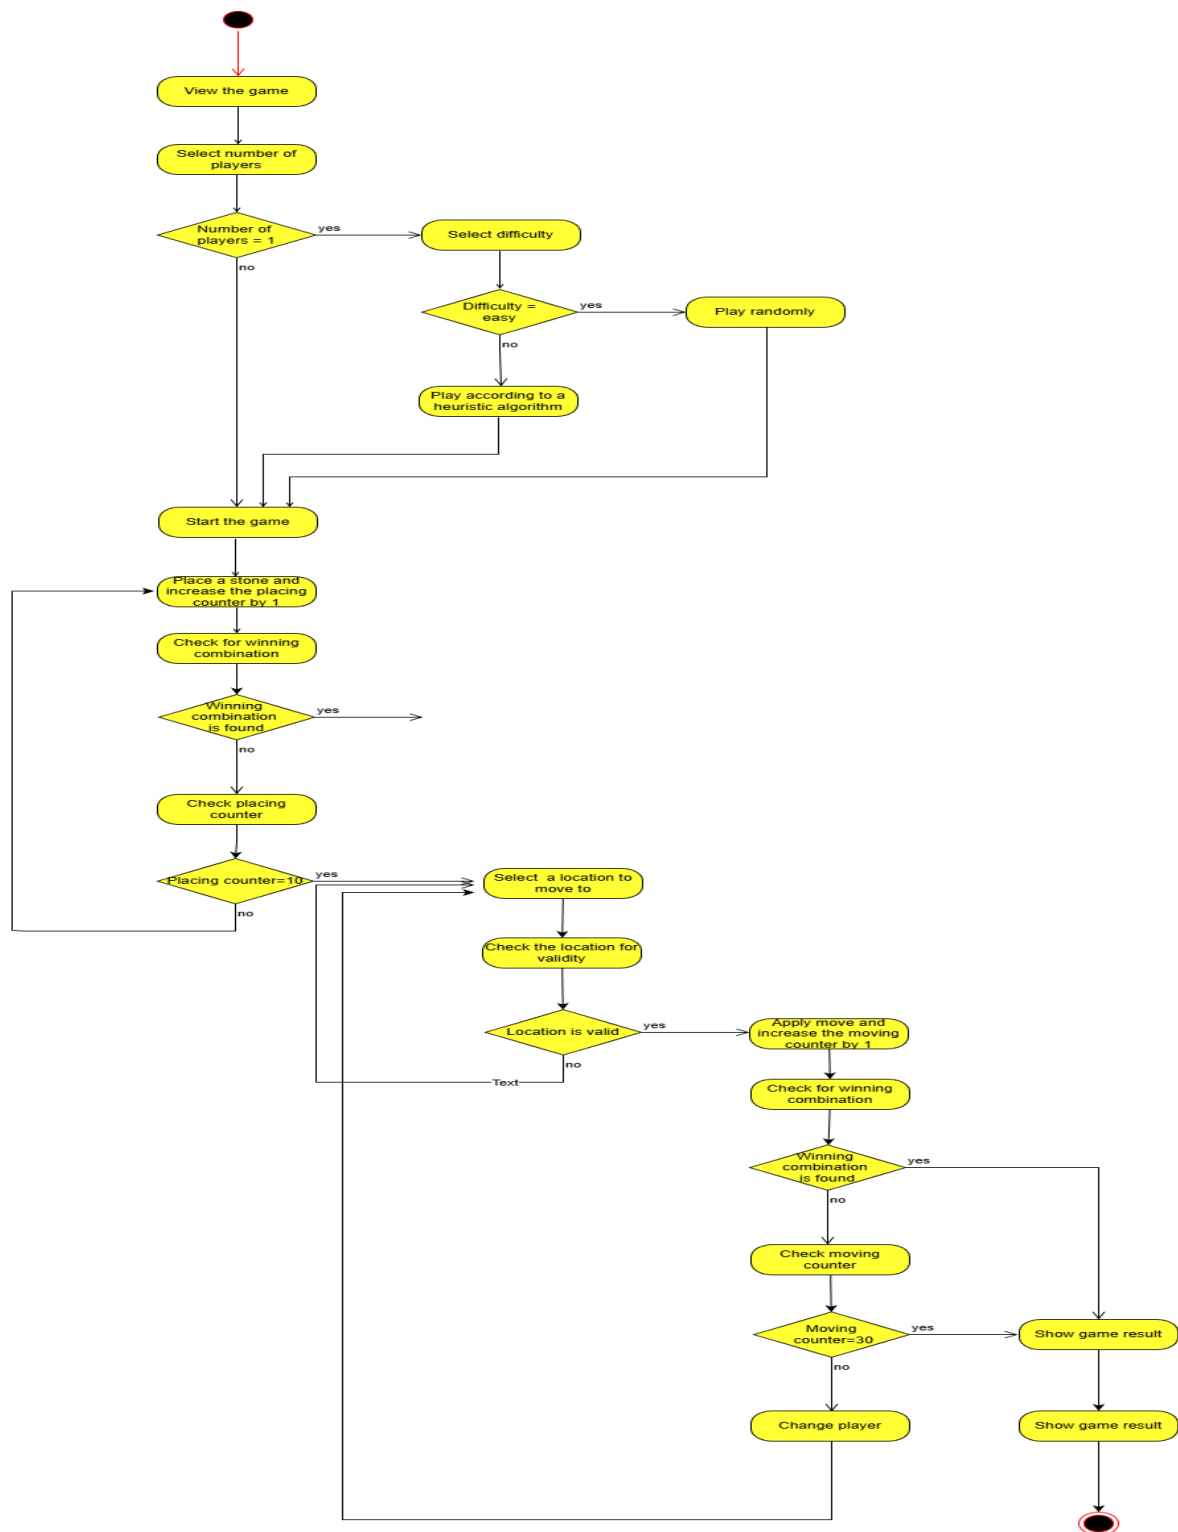 View the game
Select number of
players
Number of
players = 1
yes
no
Select difficulty
Difficulty =
easy
yes
no
Play randomly
Play according to a
heuristic algorithm
Start the game
Place a stone and
increase the placing
counter by 1
Check for winning
combination
Winning
combination
is found
yes
no
Check placing
counter
Placing counter=10
yes
no
Select a location to
move to
Check the location for
validity
Location is valid
yes
no
Text
Apply move and
increase the moving
counter by 1
Check for winning
combination
Winning
combination
is found
yes
no
Check moving
counter
Moving
counter=30
yes
no
Show game result
Change player
Show game result